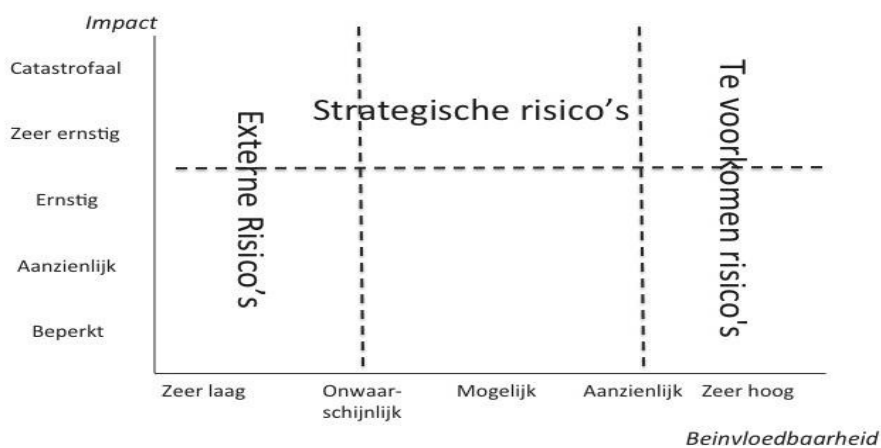 Impact
Catastrofaal
Zeer ernstig
Ernstig
Aanzienlijk
Beperkt
Externe Risico's
Strategische risico's
Te voorkomen risico's
Zeer laag
Onwaar-
schijnlijk
Mogelijk
Aanzienlijk
Zeer hoog
Beinvloedbaarheid